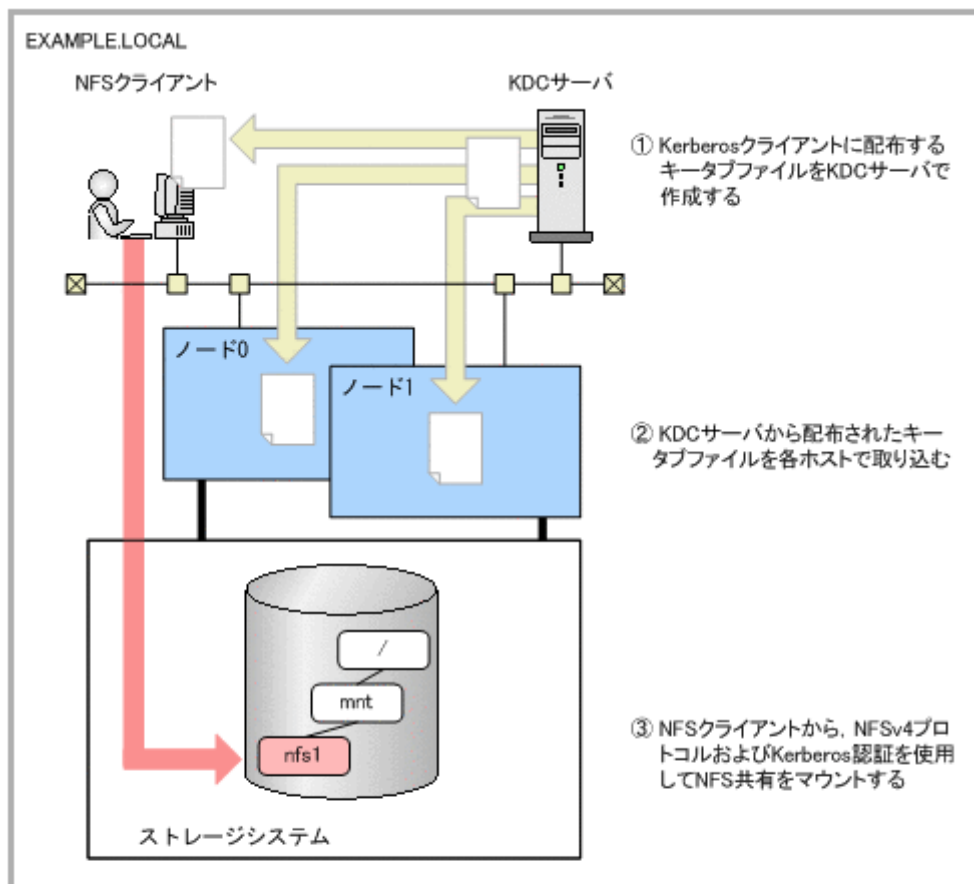 EXAMPLE.LOCAL
NFSクライアント
KDCサーバ
① Kerberosクライアントに配布する
キータブファイルをKDCサーバで
作成する
ノード0
ノード1
② KDCサーバから配布されたキー
タブファイルを各ホストで取り込む
/
mnt
nfs1
③ NFSクライアントから，NFSv4プロ
トコルおよびKerberos認証を使用
してNFS共有をマウントする
ストレージシステム